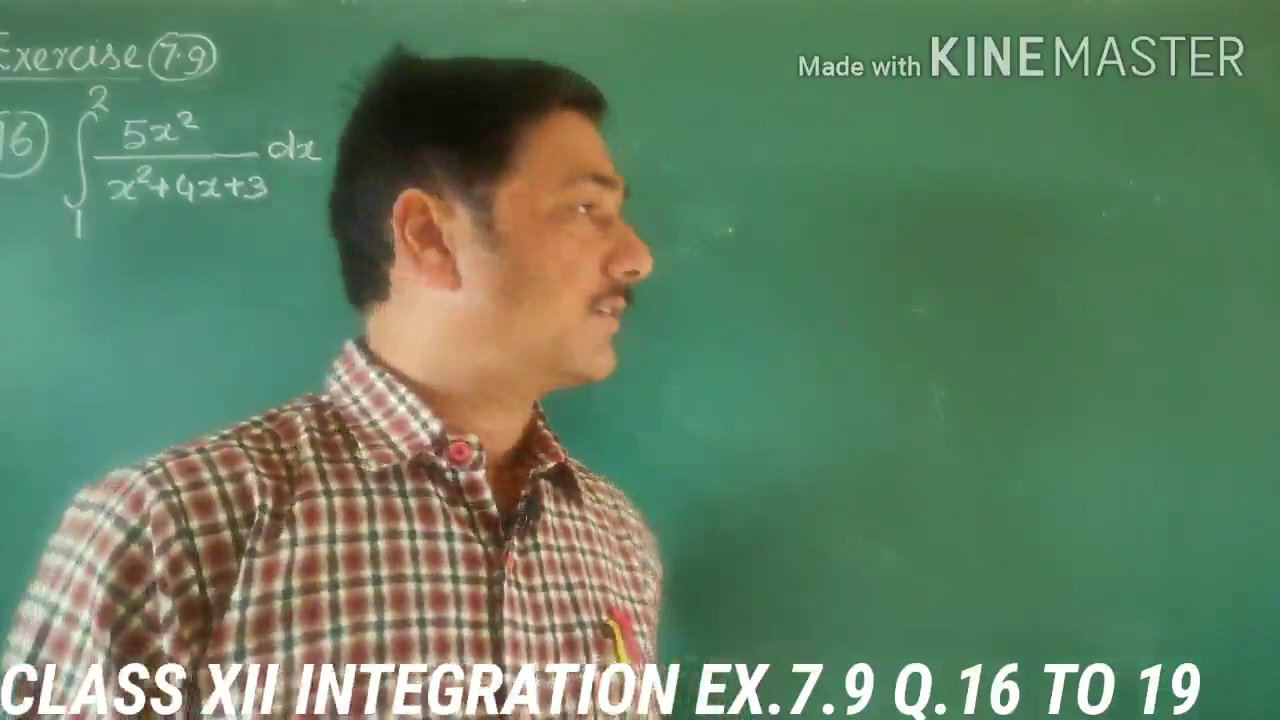 Exercise 7.9
Made with KINEMASTER
16 ∫₁² 5x²/(x²+4x+3) dx
CLASS XII INTEGRATION EX.7.9 Q.16 TO 19